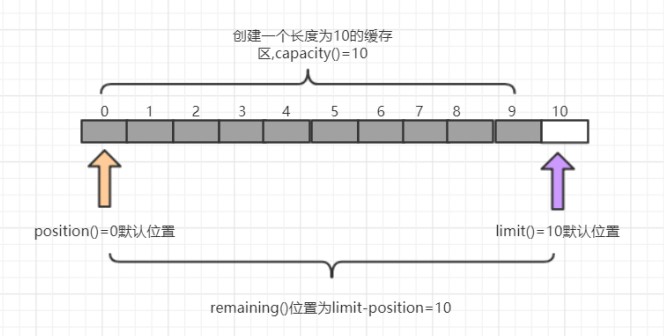 创建一个长度为10的缓存
区,capacity()=10
0 1 2 3 4 5 6 7 8 9 10
position()=0默认位置 limit()=10默认位置
remaining()位置为limit-position=10